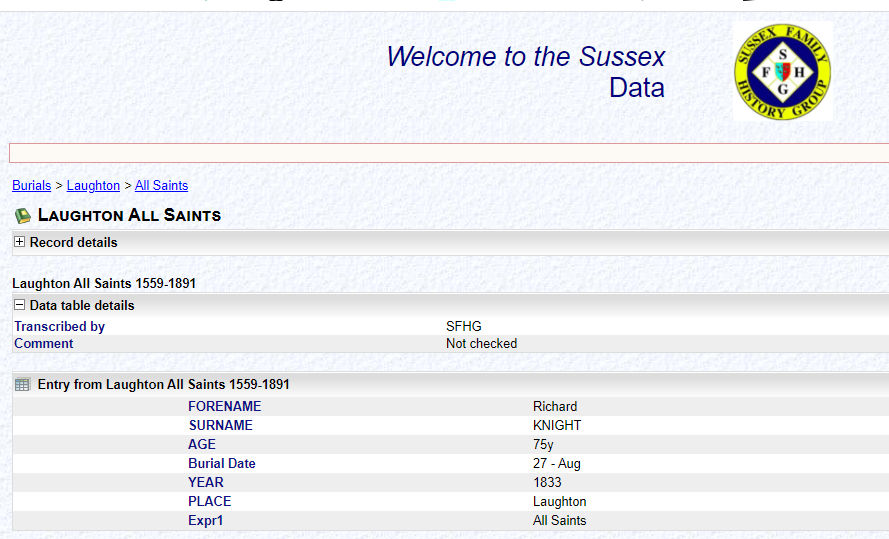 Welcome to the Sussex
Data
SUSSEX FAMILY HISTORY GROUP
S
F H
G
Burials > Laughton > All Saints
LAUGHTON ALL SAINTS
Record details
Laughton All Saints 1559-1891
Data table details
Transcribed by SFHG
Comment Not checked
Entry from Laughton All Saints 1559-1891
FORENAME Richard
SURNAME KNIGHT
AGE 75y
Burial Date 27 - Aug
YEAR 1833
PLACE Laughton
Expr1 All Saints